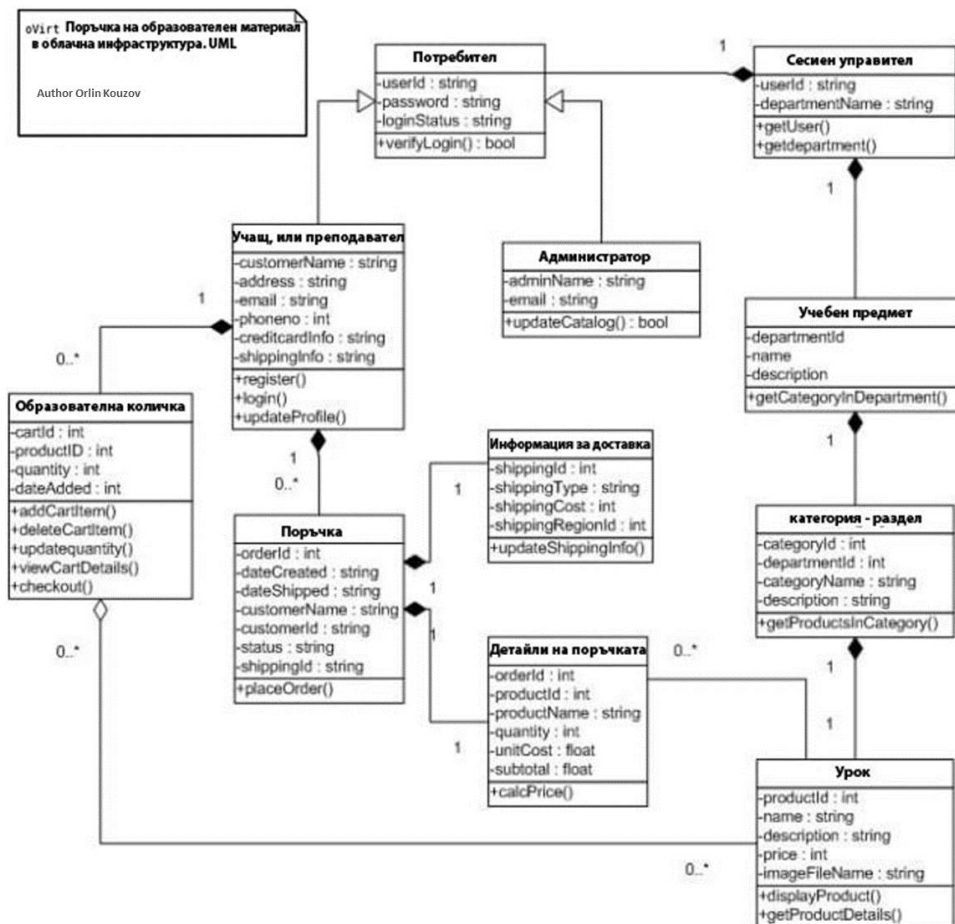 oVirt Поръчка на образователен материал
в облачна инфраструктура. UML
Author Orlin Kouzov
Потребител
-userId : string
-password : string
-loginStatus : string
+verifyLogin() : bool
1
Сесиен управител
-userId : string
-departmentName : string
+getUser()
+getdepartment()
1
Учащ, или преподавател
-customerName : string
-address : string
-email : string
-phoneno : int
-creditcardInfo : string
-shippingInfo : string
+register()
+login()
+updateProfile()
Администратор
-adminName : string
-email : string
+updateCatalog() : bool
Учебен предмет
-departmentId
-name
-description
+getCategoryInDepartment()
1
1
0..*
Образователна количка
-cartId : int
-productID : int
-quantity : int
-dateAdded : int
+addCartItem()
+deleteCartItem()
+updatequantity()
+viewCartDetails()
+checkout()
0..*
1
0..*
Поръчка
-orderId : int
-dateCreated : string
-dateShipped : string
-customerName : string
-customerId : string
-status : string
-shippingId : string
+placeOrder()
1
1
Информация за доставка
-shippingId : int
-shippingType : string
-shippingCost : int
-shippingRegionId : int
+updateShippingInfo()
1
1
категория - раздел
-categoryId : int
-departmentId : int
-categoryName : string
-description : string
+getProductsInCategory()
1
1
Детайли на поръчката
-orderId : int
-productId : int
-productName : string
-quantity : int
-unitCost : float
-subtotal : float
+calcPrice()
0..*
Урок
-productId : int
-name : string
-description : string
-price : int
-imageFileName : string
+displayProduct()
+getProductDetails()
0..*